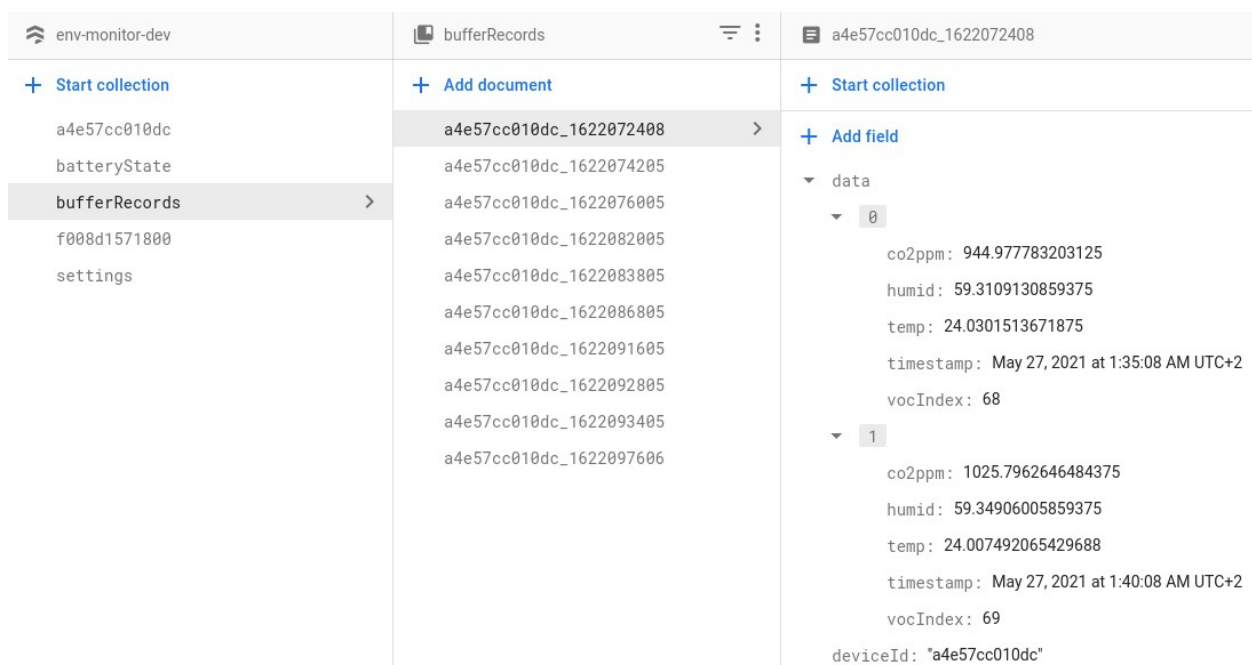 env-monitor-dev
Start collection
a4e57cc010dc
batteryState
bufferRecords
f008d1571800
settings
bufferRecords
Add document
a4e57cc010dc_1622072408
a4e57cc010dc_1622074205
a4e57cc010dc_1622076005
a4e57cc010dc_1622082005
a4e57cc010dc_1622083805
a4e57cc010dc_1622086805
a4e57cc010dc_1622091605
a4e57cc010dc_1622092805
a4e57cc010dc_1622093405
a4e57cc010dc_1622097606
a4e57cc010dc_1622072408
Start collection
Add field
data
0
co2ppm: 944.977783203125
humid: 59.3109130859375
temp: 24.0301513671875
timestamp: May 27, 2021 at 1:35:08 AM UTC+2
vocIndex: 68
1
co2ppm: 1025.7962646484375
humid: 59.34906005859375
temp: 24.007492065429688
timestamp: May 27, 2021 at 1:40:08 AM UTC+2
vocIndex: 69
deviceId: "a4e57cc010dc"